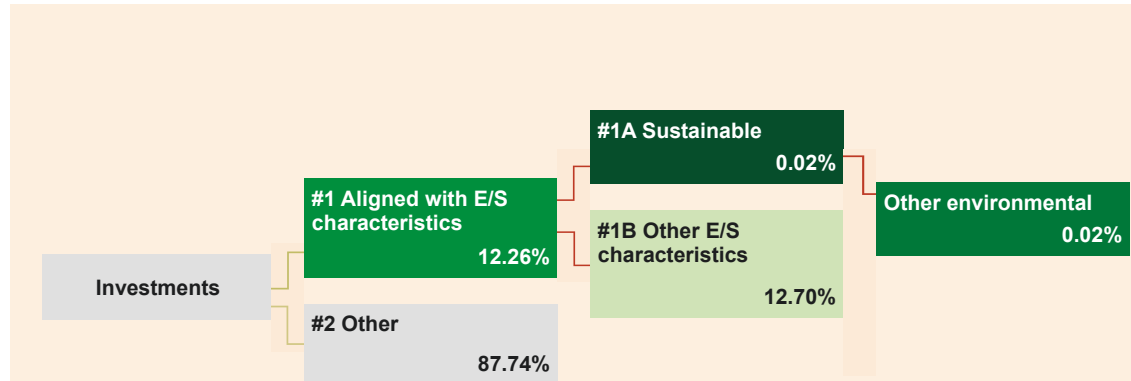 Investments
#1 Aligned with E/S
characteristics
12.26%
#2 Other
87.74%
#1A Sustainable
0.02%
#1B Other E/S
characteristics
12.70%
Other environmental
0.02%